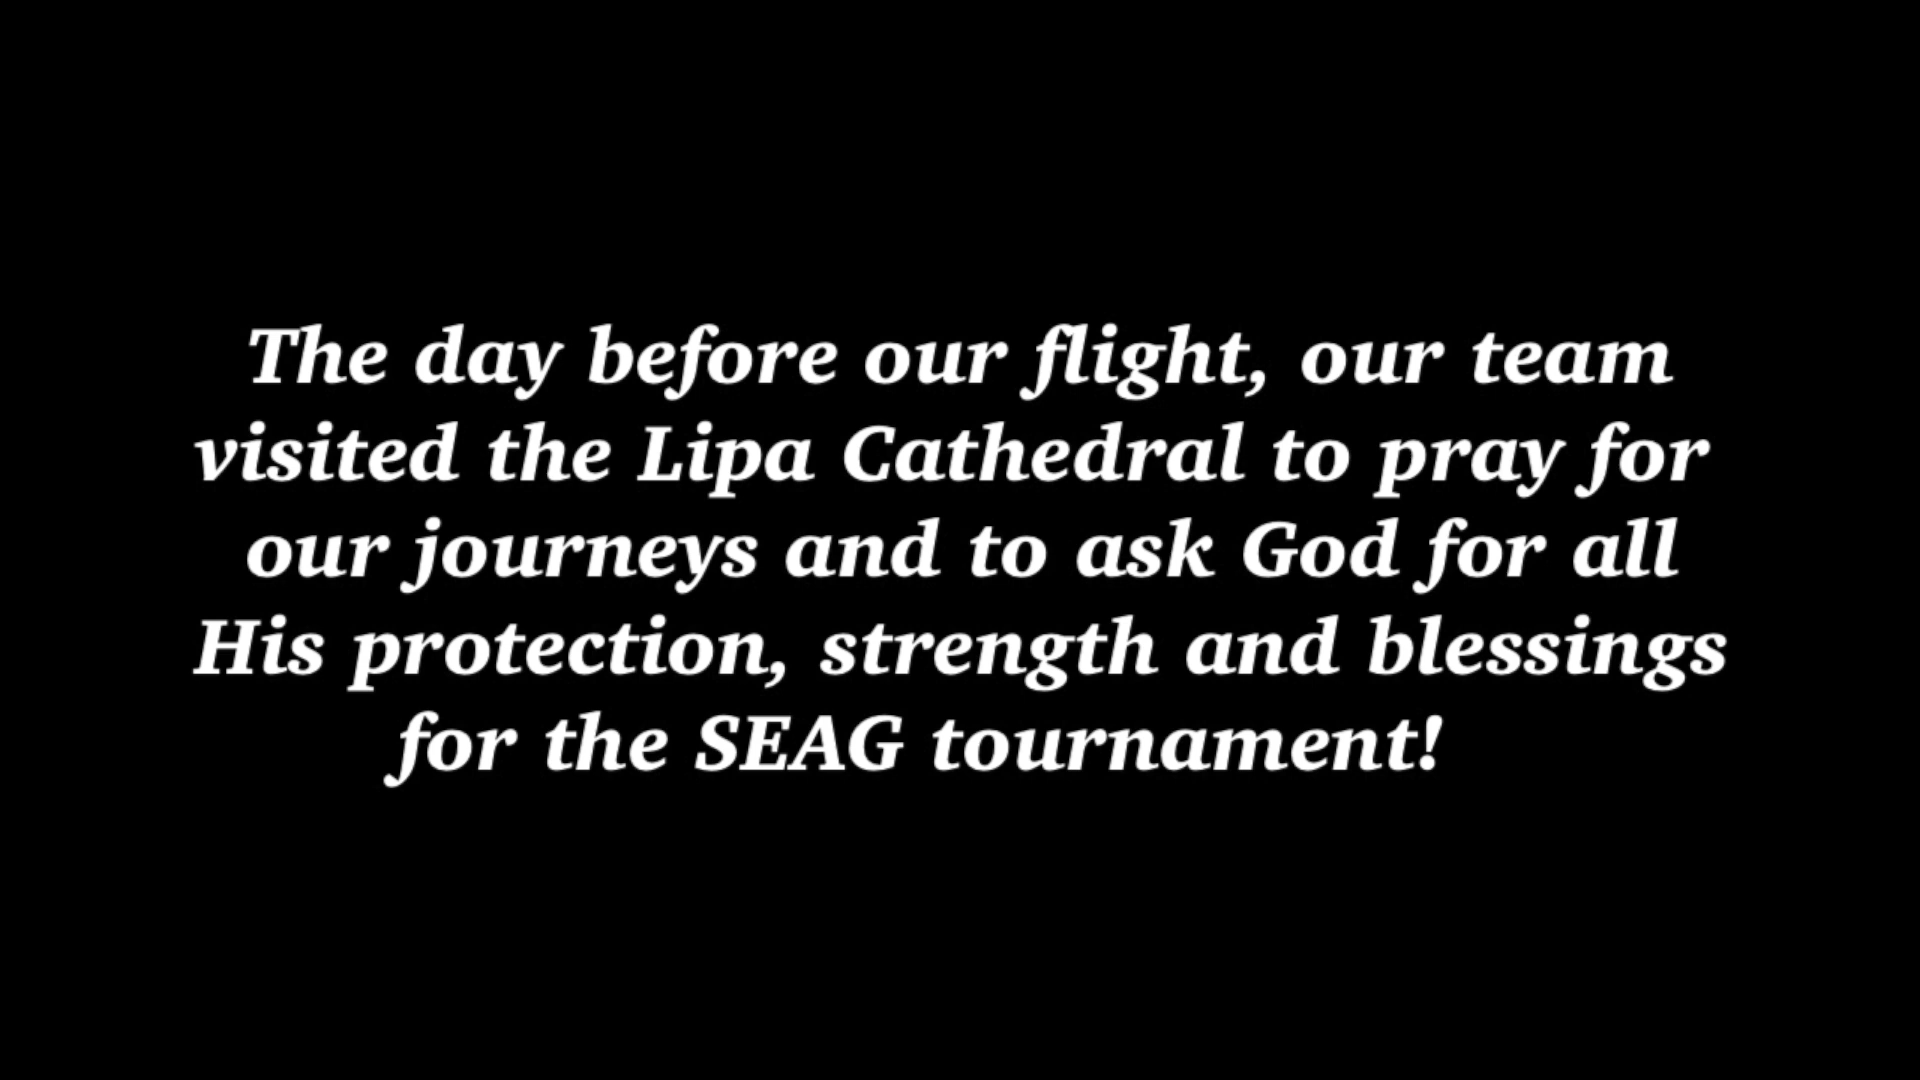 The day before our flight, our team
visited the Lipa Cathedral to pray for
our journeys and to ask God for all
His protection, strength and blessings
for the SEAG tournament!